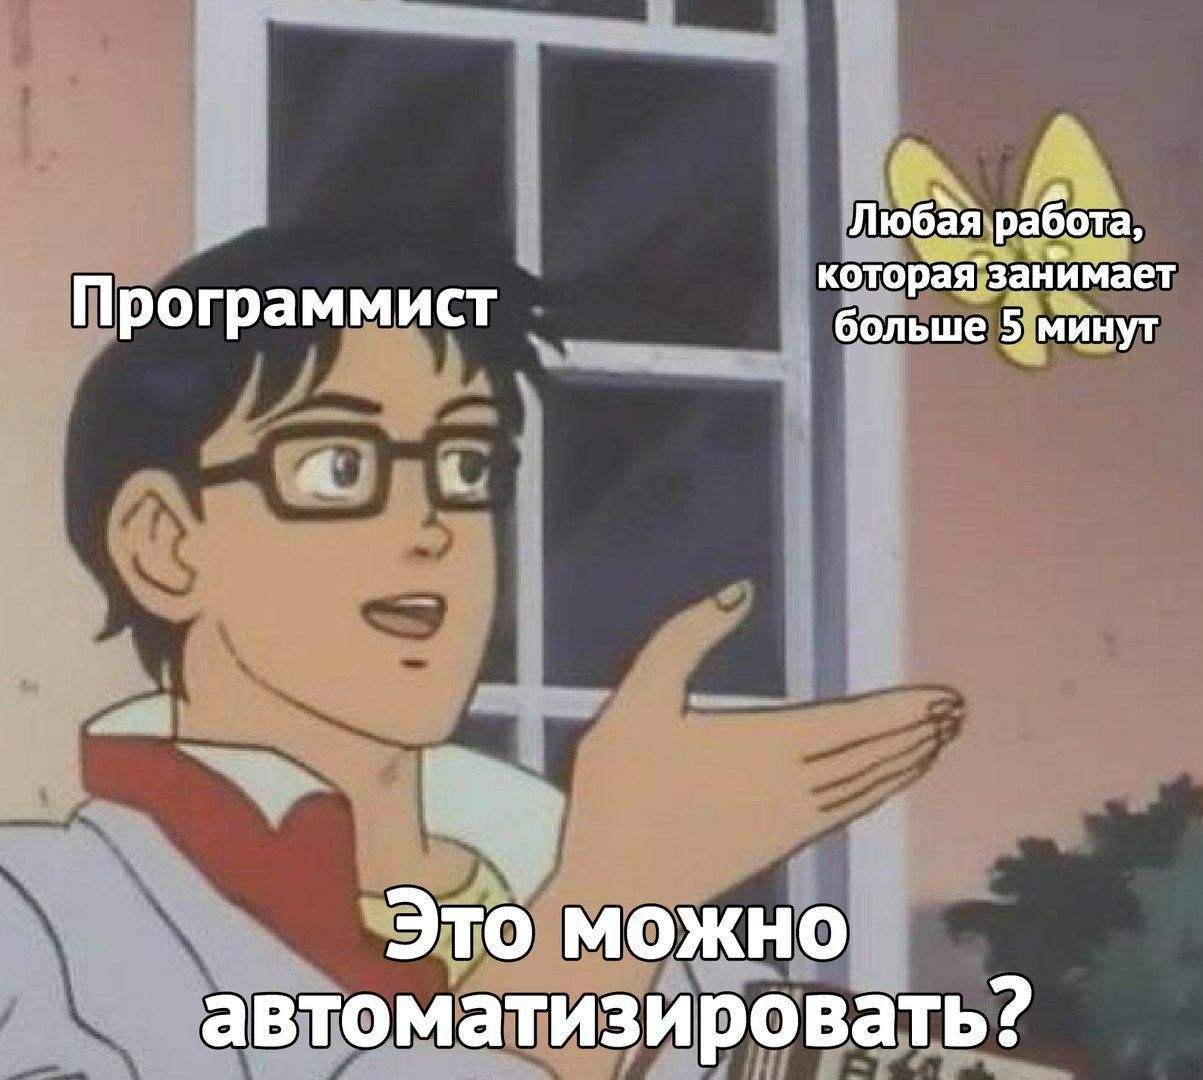 Программист
Любая работа,
которая занимает
больше 5 минут
Это можно
автоматизировать?